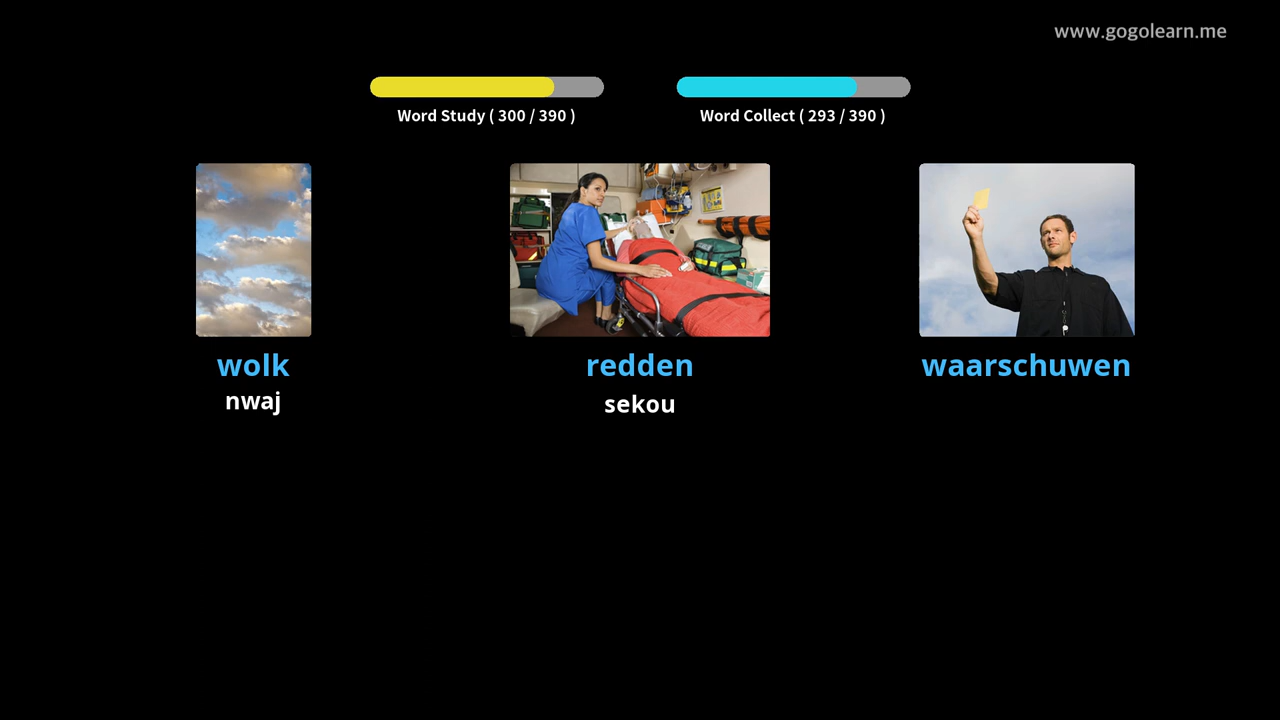 www.gogolearn.me
Word Study ( 300 / 390 )
Word Collect ( 293 / 390 )
wolk
nwaj
redden
sekou
waarschuwen